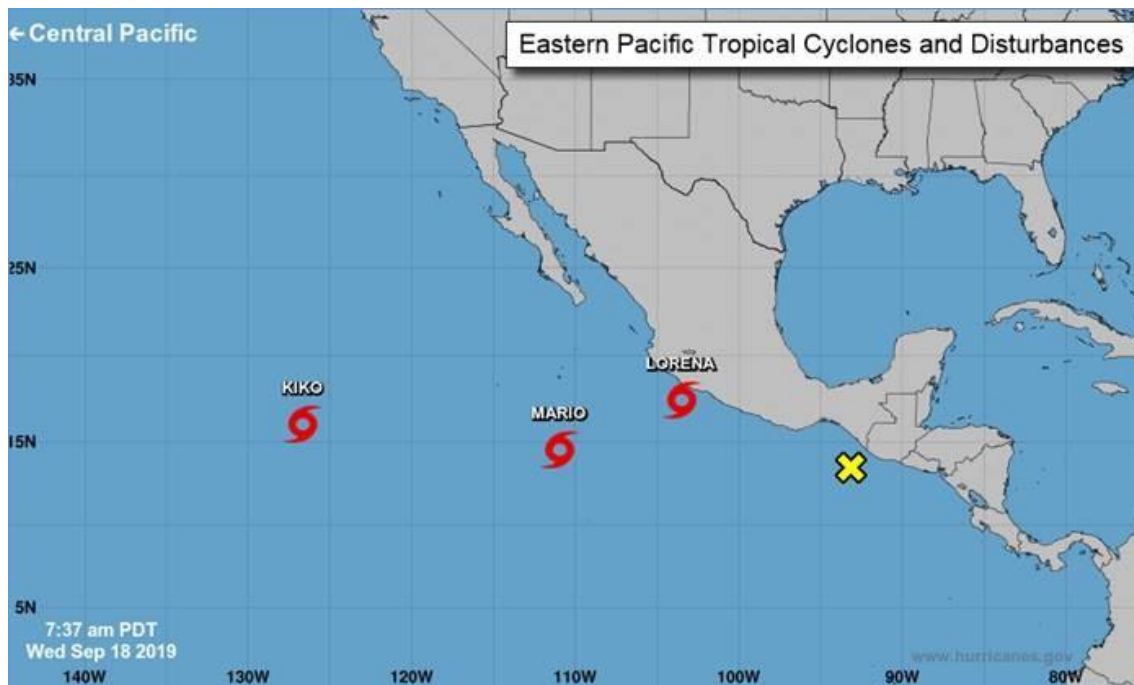 ← Central Pacific
Eastern Pacific Tropical Cyclones and Disturbances
35N
25N
LORENA
KIKO
MARIO
15N
5N
7:37 am PDT
Wed Sep 18 2019
www.hurricanes.gov
140W 130W 120W 110W 100W 90W 80W